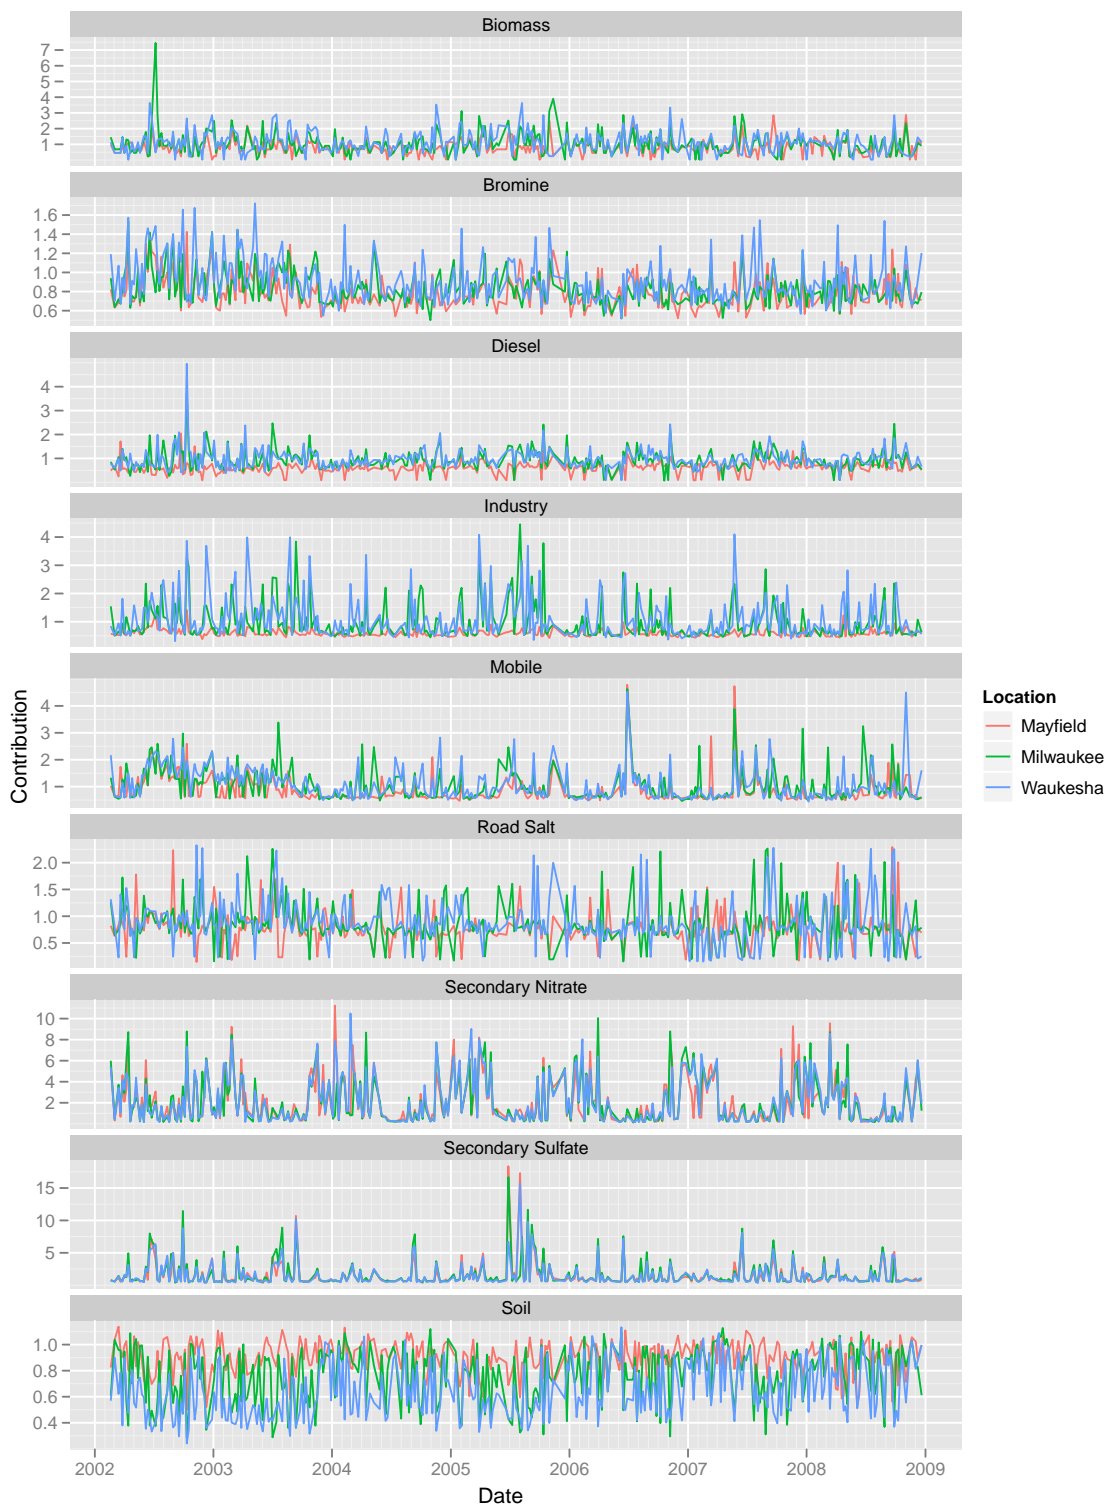 Biomass
7
6
5
4
3
2
1
Bromine
1.6
1.4
1.2
1.0
0.8
0.6
Diesel
4
3
2
1
Industry
4
3
2
1
Mobile
4
3
2
1
Road Salt
2.0
1.5
1.0
0.5
Secondary Nitrate
10
8
6
4
2
Secondary Sulfate
15
10
5
Soil
1.0
0.8
0.6
0.4
2002 2003 2004 2005 2006 2007 2008 2009
Date
Contribution
Location
Mayfield
Milwaukee
Waukesha